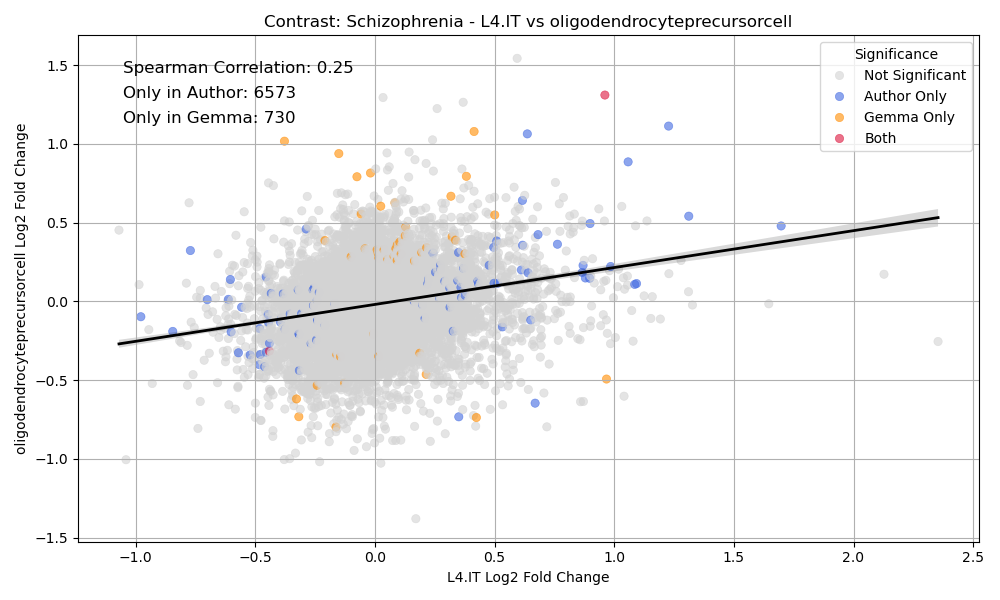 Contrast: Schizophrenia - L4.IT vs oligodendrocyteprecursorcell
Spearman Correlation: 0.25
Only in Author: 6573
Only in Gemma: 730
Significance
Not Significant
Author Only
Gemma Only
Both
oligodendrocyteprecursorcell Log2 Fold Change
1.5
1.0
0.5
0.0
−0.5
−1.0
−1.5
−1.0 −0.5 0.0 0.5 1.0 1.5 2.0 2.5
L4.IT Log2 Fold Change